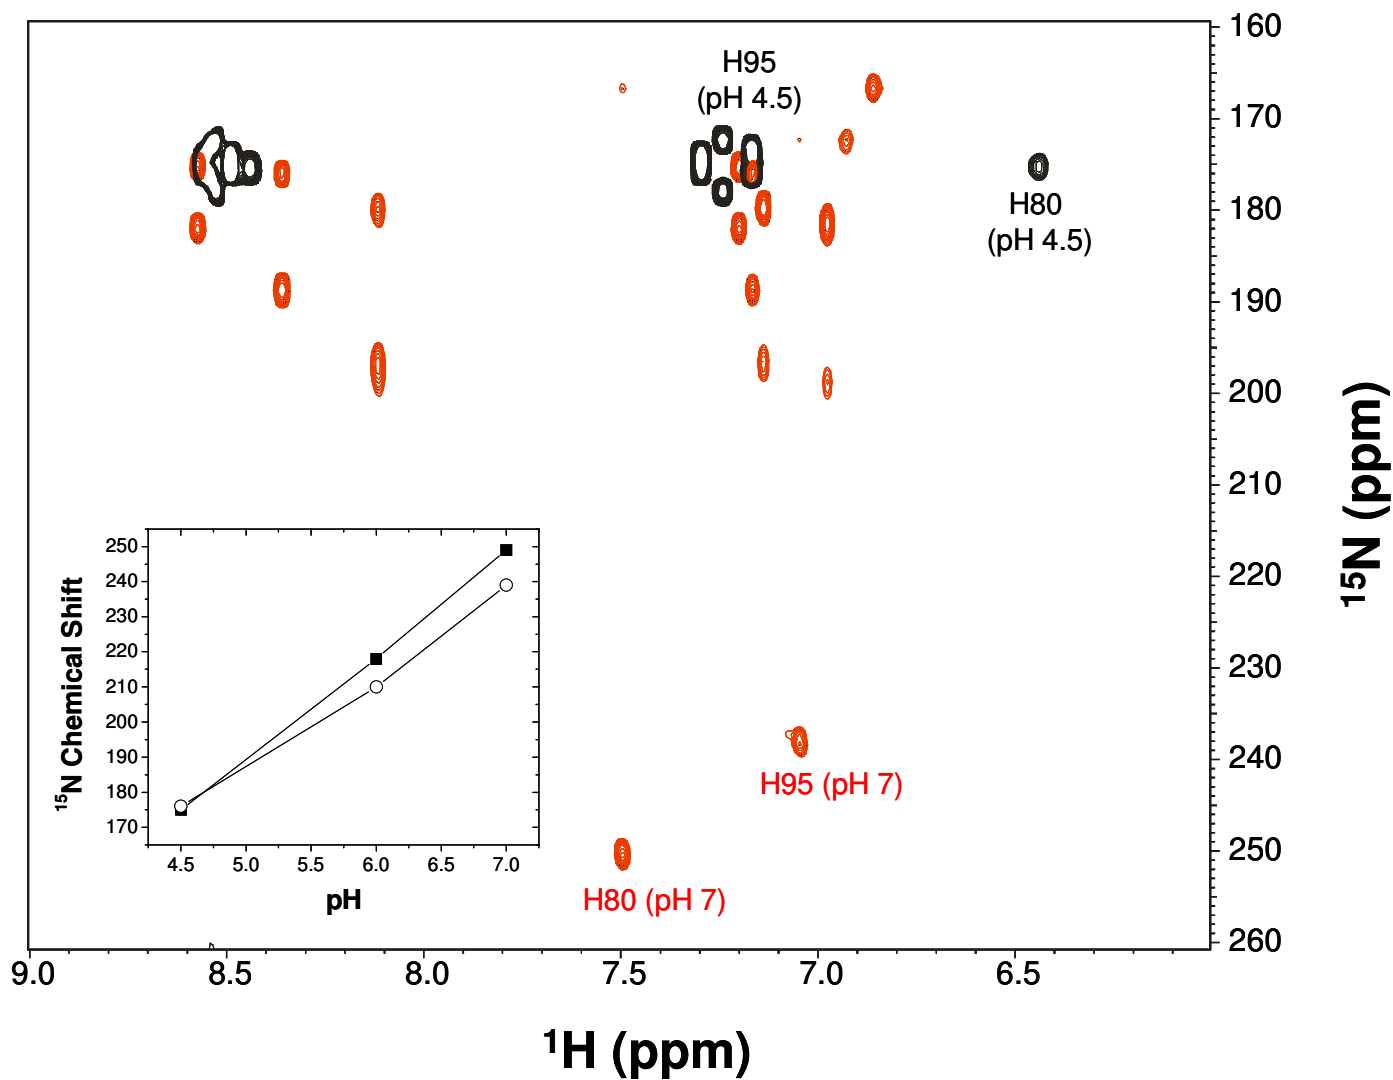 H95
(pH 4.5)
H80
(pH 4.5)
H95 (pH 7)
H80 (pH 7)
160
170
180
190
200
210
220
230
240
250
260
¹⁵N (ppm)
9.0 8.5 8.0 7.5 7.0 6.5
¹H (ppm)
250
240
230
220
210
200
190
180
170
¹⁵N Chemical Shift
4.5 5.0 5.5 6.0 6.5 7.0
pH